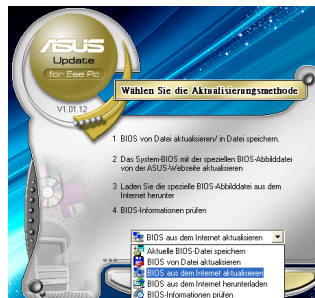 ASUS
Update
for Eee Pc
V1.01.12
Wählen Sie die Aktualisierungsmethode
1 BIOS von Datei aktualisieren/ in Datei speichern.
2 Das System-BIOS mit der speziellen BIOS-Abbilddatei
von der ASUS-Webseite aktualisieren
3 Laden Sie die spezielle BIOS-Abbilddatei aus dem
Internet herunter
4 BIOS-Informationen prüfen
BIOS aus dem Internet aktualisieren
Aktuelle BIOS-Datei speichern
BIOS von Datei aktualisieren
BIOS aus dem Internet aktualisieren
BIOS aus dem Internet herunterladen
BIOS-Informationen prüfen